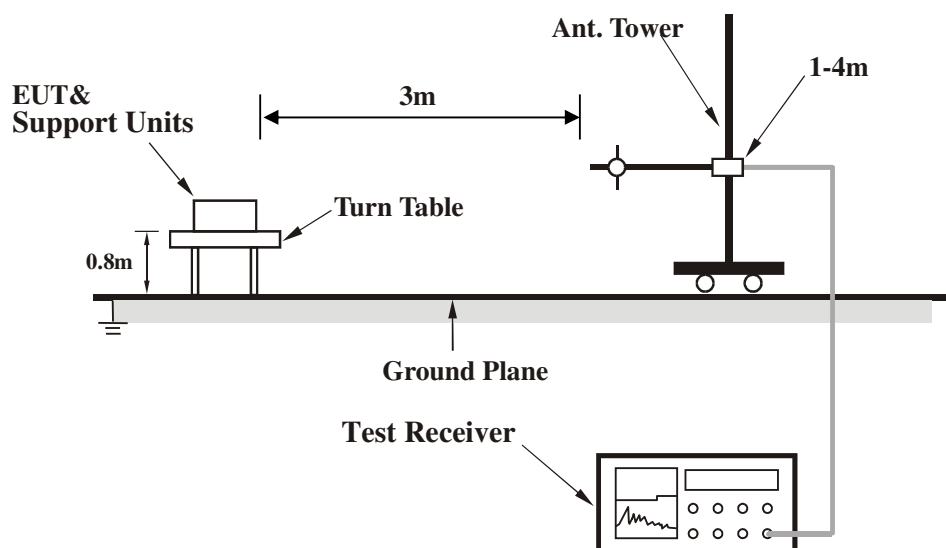 Ant. Tower
1-4m
EUT&
Support Units
3m
Turn Table
0.8m
Ground Plane
Test Receiver